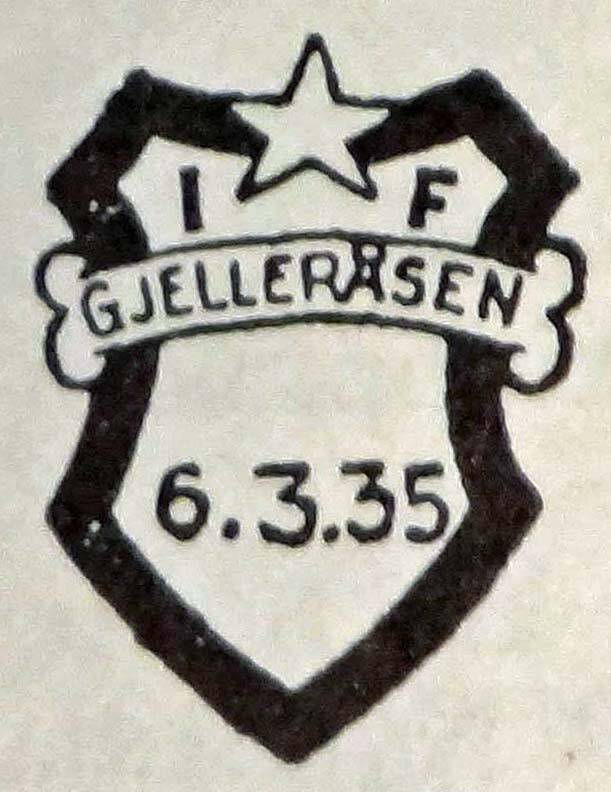 I F
GJELLERÅSEN
6.3.35